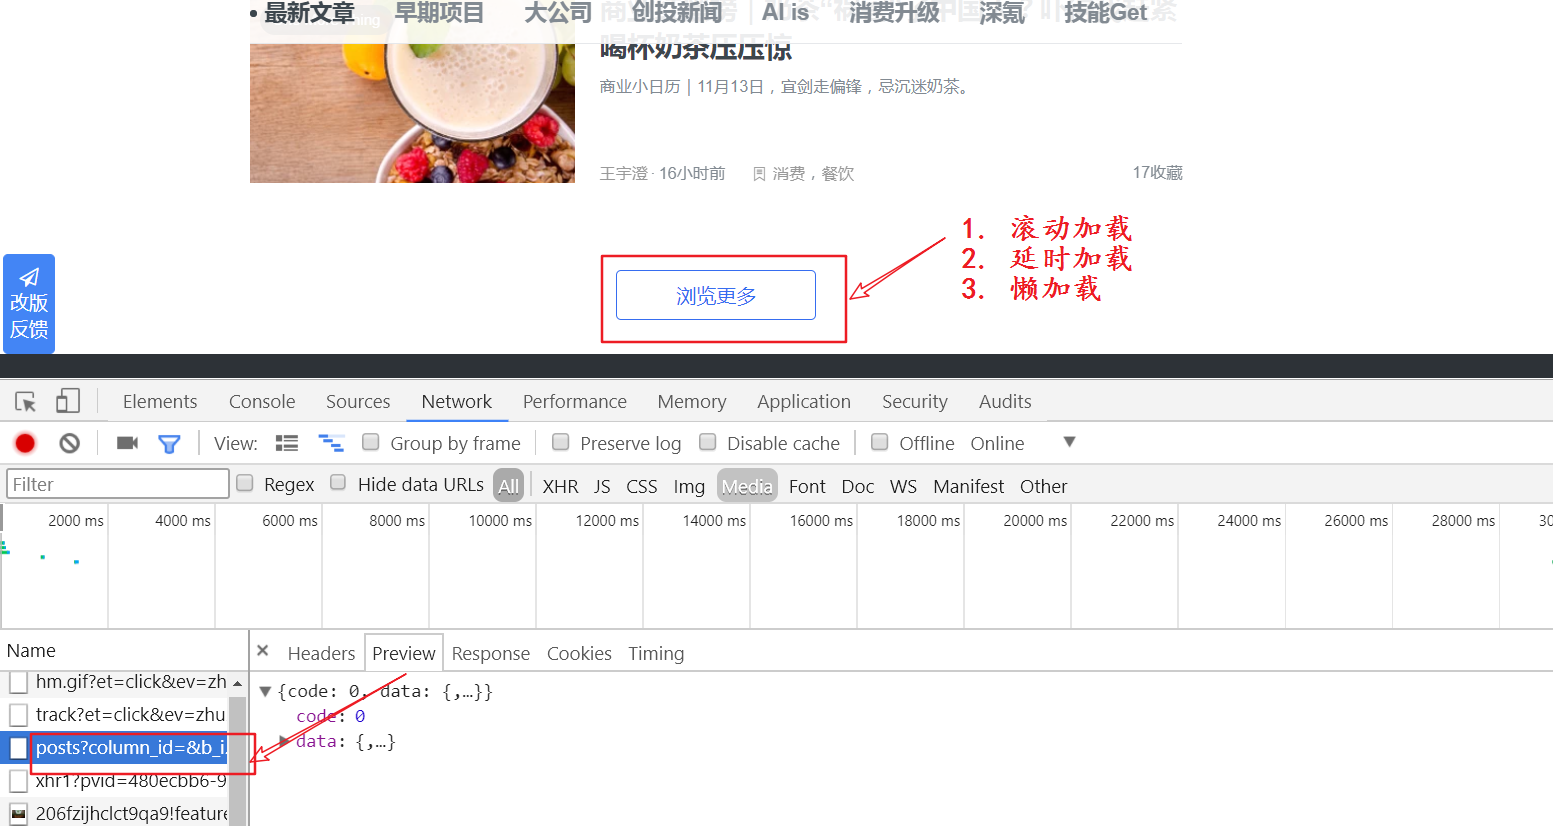 最新文章 早期项目 大公司 创投新闻 AI is 消费升级 深氪 技能Get
喝杯奶茶压压惊
商业小日历 | 11月13日，宜剑走偏锋，忌沉迷奶茶。
王宇澄 · 16小时前 消费，餐饮 17收藏
1. 滚动加载
2. 延时加载
3. 懒加载
浏览更多
改版
反馈
Elements Console Sources Network Performance Memory Application Security Audits
View: Group by frame Preserve log Disable cache Offline Online
Filter Regex Hide data URLs All XHR JS CSS Img Media Font Doc WS Manifest Other
2000 ms 4000 ms 6000 ms 8000 ms 10000 ms 12000 ms 14000 ms 16000 ms 18000 ms 20000 ms 22000 ms 24000 ms 26000 ms 28000 ms 30
Name
Headers Preview Response Cookies Timing
hm.gif?et=click&ev=zh
track?et=click&ev=zhu
posts?column_id=&b_i
xhr1?pvid=480ecbb6-9
206fzijhclct9qa9!feature
{code: 0, data: {,…}}
code: 0
data: {,…}